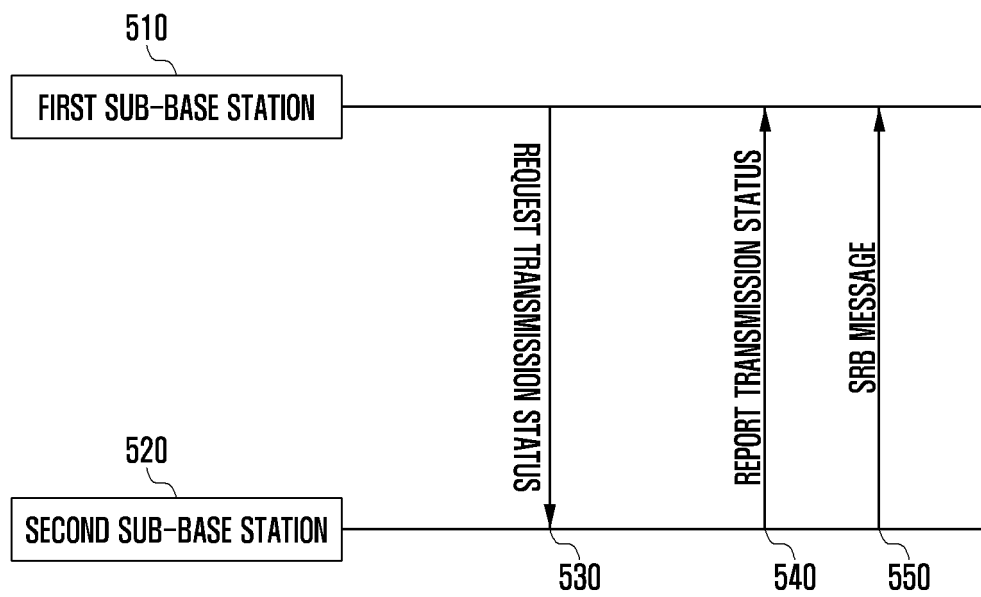 510
FIRST SUB-BASE STATION
REQUEST TRANSMISSION STATUS
REPORT TRANSMISSION STATUS
SRB MESSAGE
520
SECOND SUB-BASE STATION
530
540
550